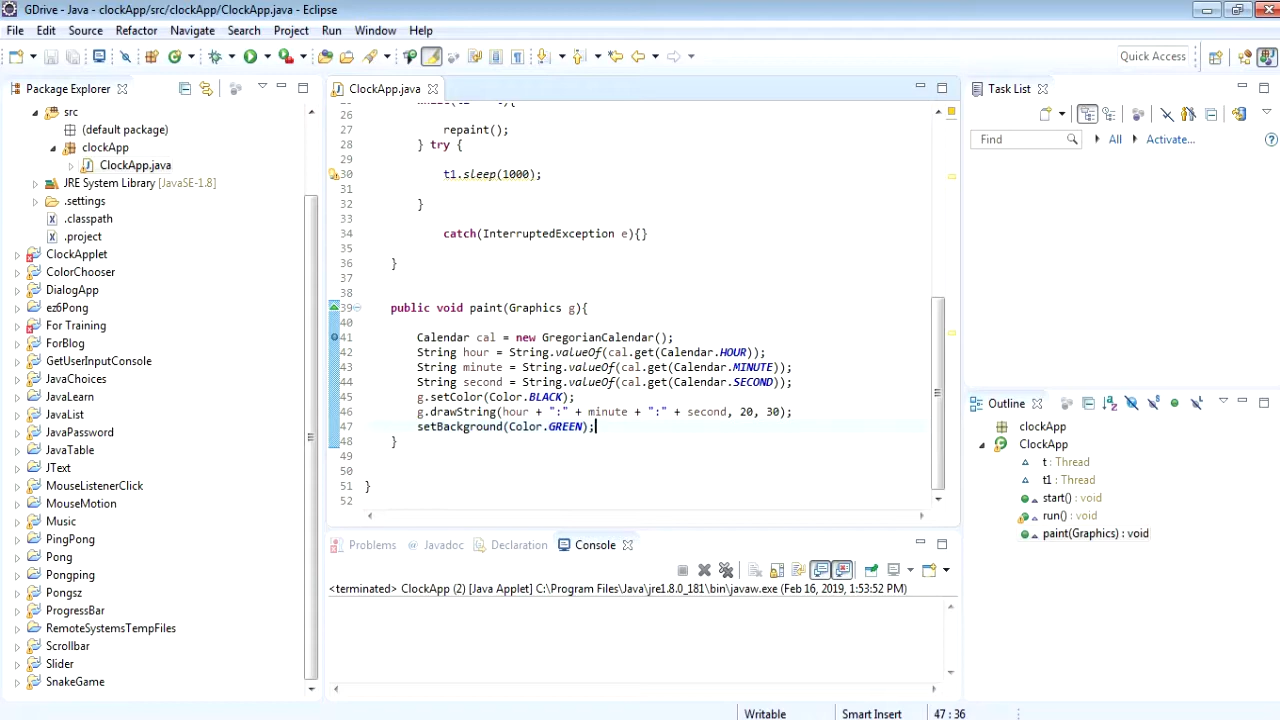 GDrive - Java - clockApp/src/clockApp/ClockApp.java - Eclipse
File Edit Source Refactor Navigate Search Project Run Window Help
Quick Access
Package Explorer
src
(default package)
clockApp
ClockApp.java
JRE System Library [JavaSE-1.8]
.settings
.classpath
.project
ClockApplet
ColorChooser
DialogApp
ez6Pong
For Training
ForBlog
GetUserInputConsole
JavaChoices
JavaLearn
JavaList
JavaPassword
JavaTable
JText
MouseListenerClick
MouseMotion
Music
PingPong
Pong
Pongping
Pongsz
ProgressBar
RemoteSystemsTempFiles
Scrollbar
Slider
SnakeGame
ClockApp.java
26
27 repaint();
28 } try {
29
30 t1.sleep(1000);
31
32 }
33
34 catch(InterruptedException e){}
35
36 }
37
38
39 public void paint(Graphics g){
40
41 Calendar cal = new GregorianCalendar();
42 String hour = String.valueOf(cal.get(Calendar.HOUR));
43 String minute = String.valueOf(cal.get(Calendar.MINUTE));
44 String second = String.valueOf(cal.get(Calendar.SECOND));
45 g.setColor(Color.BLACK);
46 g.drawString(hour + ":" + minute + ":" + second, 20, 30);
47 setBackground(Color.GREEN);
48 }
49
50
51 }
52
Problems Javadoc Declaration Console
<terminated> ClockApp (2) [Java Applet] C:\Program Files\Java\jre1.8.0_181\bin\javaw.exe (Feb 16, 2019, 1:53:52 PM)
Task List
Find All Activate...
Outline
clockApp
ClockApp
t : Thread
t1 : Thread
start() : void
run() : void
paint(Graphics) : void
Writable Smart Insert 47 : 36